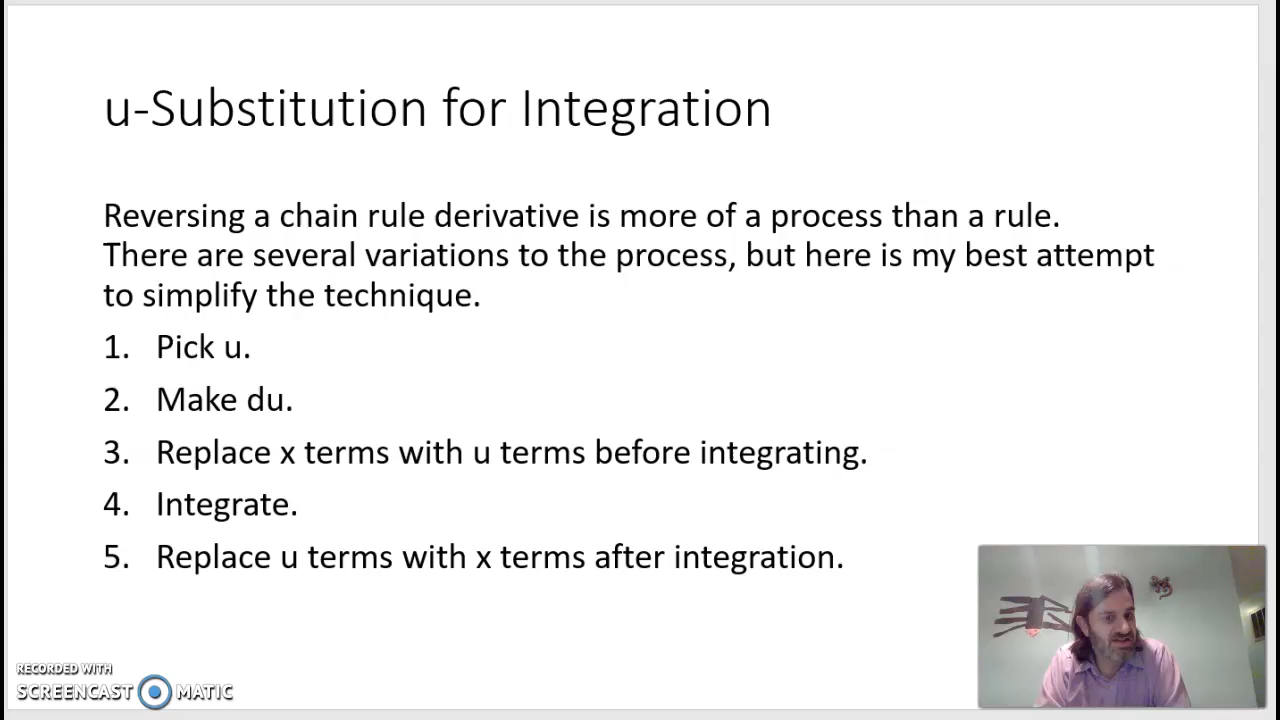 u-Substitution for Integration
Reversing a chain rule derivative is more of a process than a rule.
There are several variations to the process, but here is my best attempt
to simplify the technique.
1. Pick u.
2. Make du.
3. Replace x terms with u terms before integrating.
4. Integrate.
5. Replace u terms with x terms after integration.
RECORDED WITH
SCREENCAST MATIC